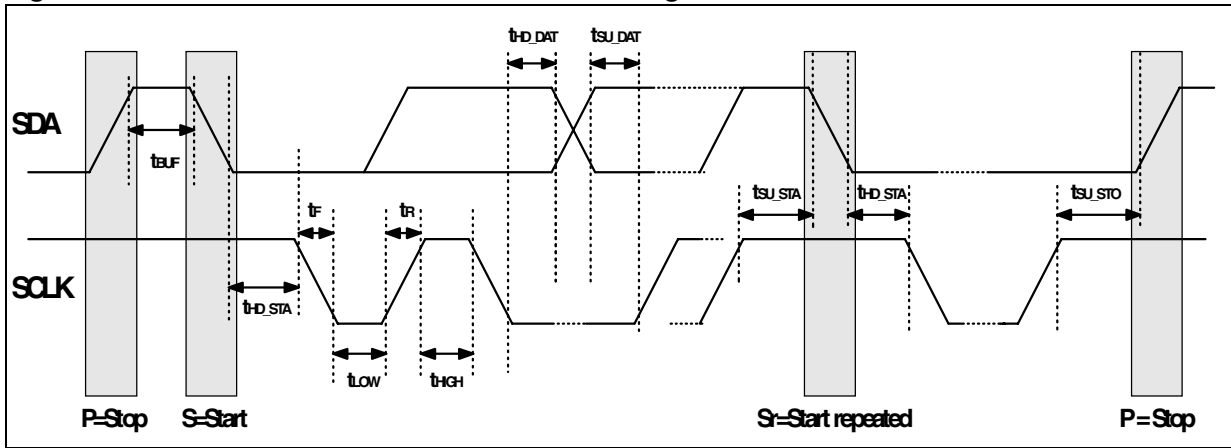 tHD_DAT tSU_DAT
SDA
tBUF
tSU_STA tHD_STA tSU_STO
tF tR
SCLK
tHD_STA
tLOW tHIGH
P=Stop S=Start Sr=Start repeated P = Stop